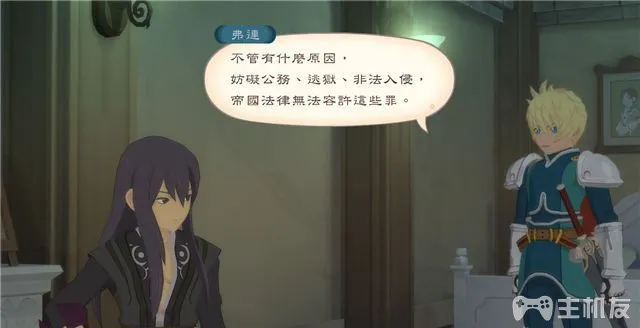 弗連
不管有什麼原因，
妨礙公務、逃獄、非法入侵，
帝國法律無法容許這些罪。
主机友